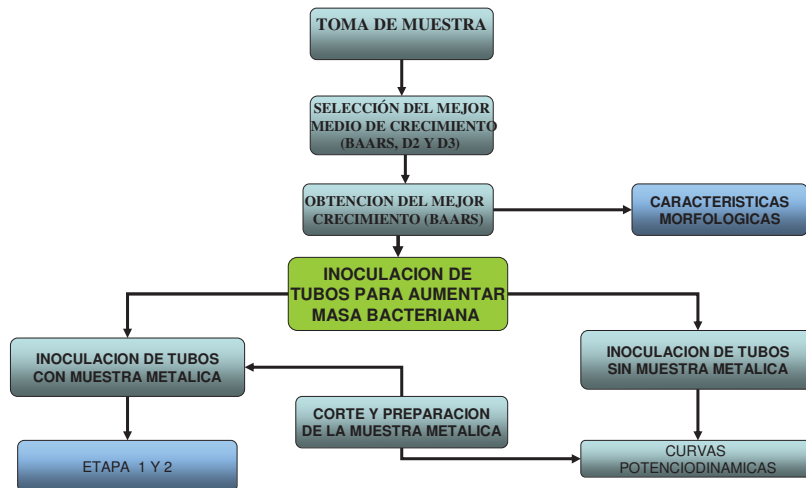 TOMA DE MUESTRA
SELECCIÓN DEL MEJOR
MEDIO DE CRECIMIENTO
(BAARS, D2 Y D3)
OBTENCION DEL MEJOR
CRECIMIENTO (BAARS)
CARACTERISTICAS
MORFOLOGICAS
INOCULACION DE
TUBOS PARA AUMENTAR
MASA BACTERIANA
INOCULACION DE TUBOS
CON MUESTRA METALICA
INOCULACION DE TUBOS
SIN MUESTRA METALICA
CORTE Y PREPARACION
DE LA MUESTRA METALICA
ETAPA 1 Y 2
CURVAS
POTENCIODINAMICAS